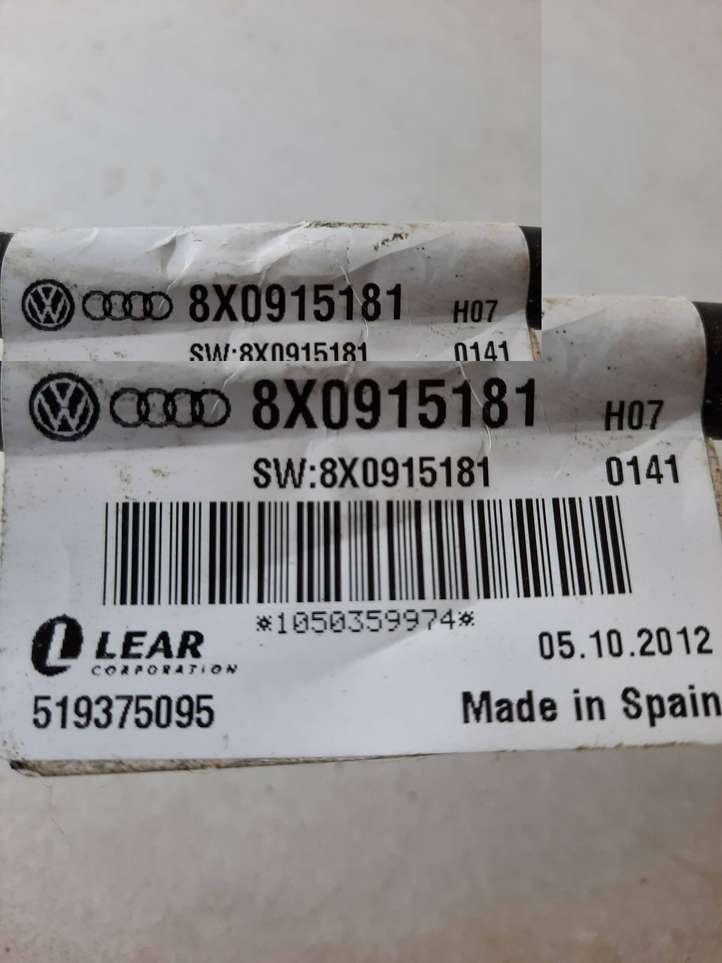 8X0915181 H07
SW:8X0915181 0141
8X0915181 H07
SW:8X0915181 0141
*1050359974*
LEAR
CORPORATION
05.10.2012
519375095
Made in Spain